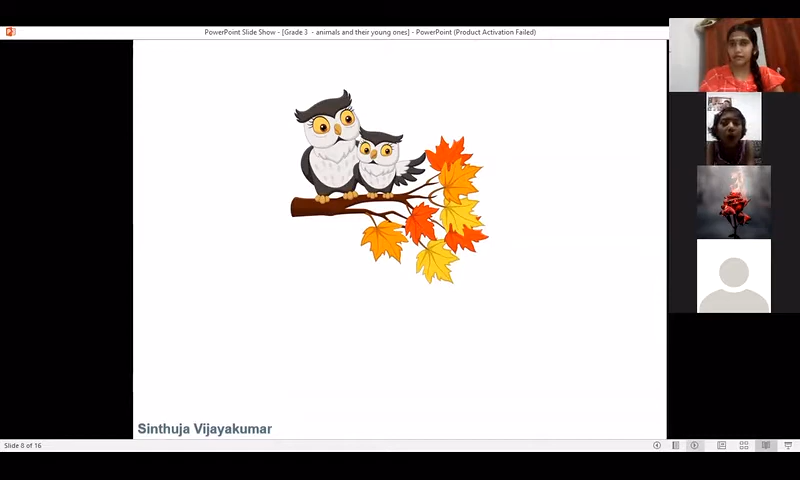 PowerPoint Slide Show - [Grade 3  - animals and their young ones] - PowerPoint (Product Activation Failed)
Sinthuja Vijayakumar
Slide 8 of 16